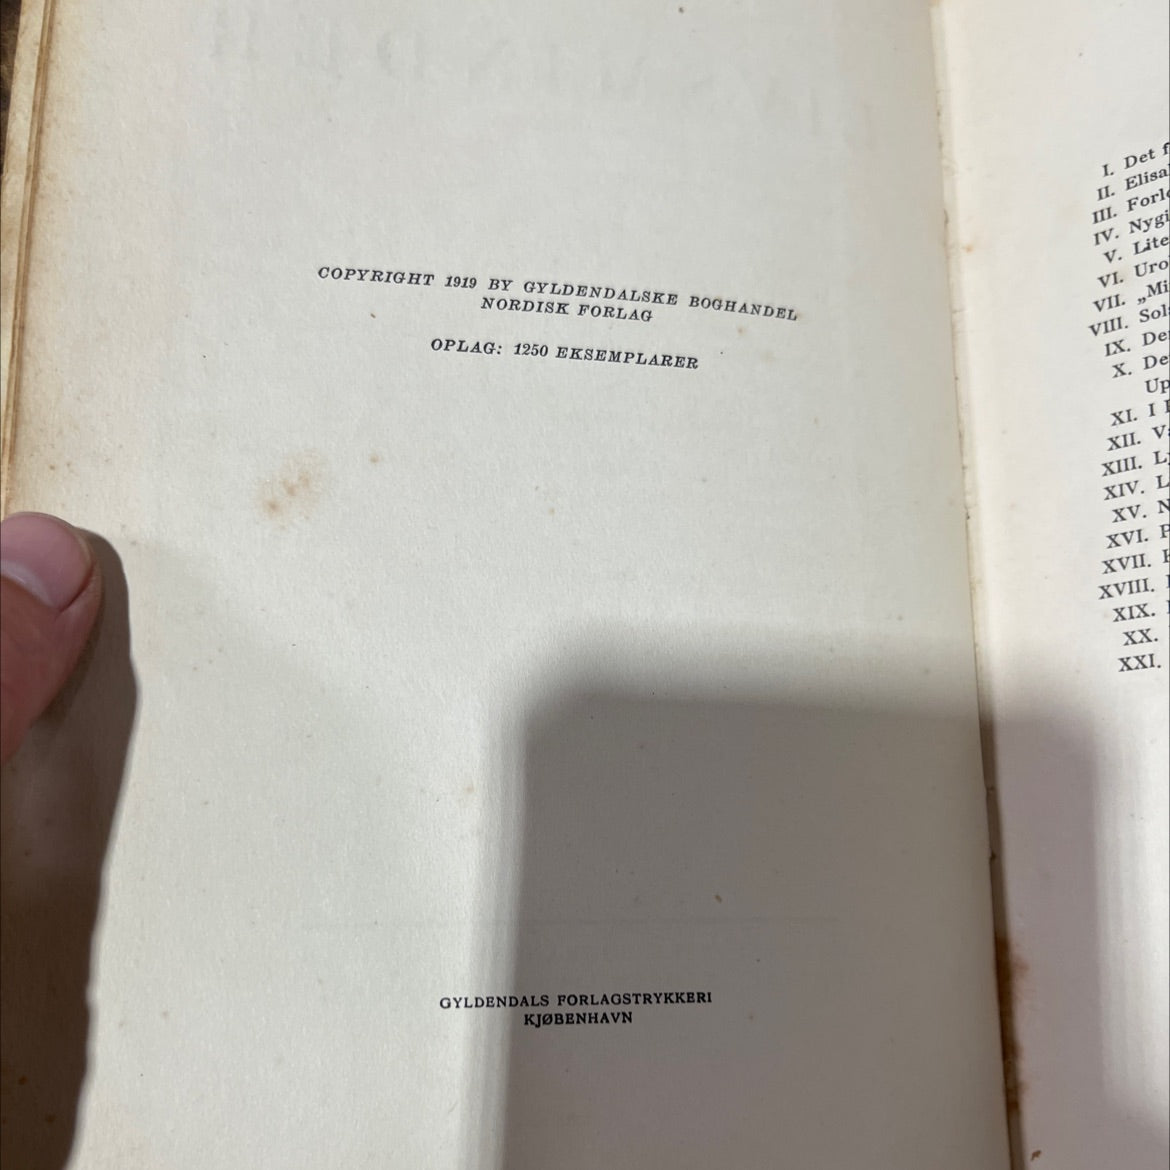 COPYRIGHT 1919 BY GYLDENDALSKE BOGHANDEL
NORDISK FORLAG
OPLAG: 1250 EKSEMPLARER
GYLDENDALS FORLAGSTRYKKERI
KJØBENHAVN
I. Det f
II. Elisa
III. Forl
IV. Nygi
V. Lite
VI. Uro
VII. „Mi
VIII. Sol
IX. De
X. De
Up
XI. I
XII. V
XIII. L
XIV. L
XV. N
XVI.
XVII.
XVIII.
XIX.
XX.
XXI.